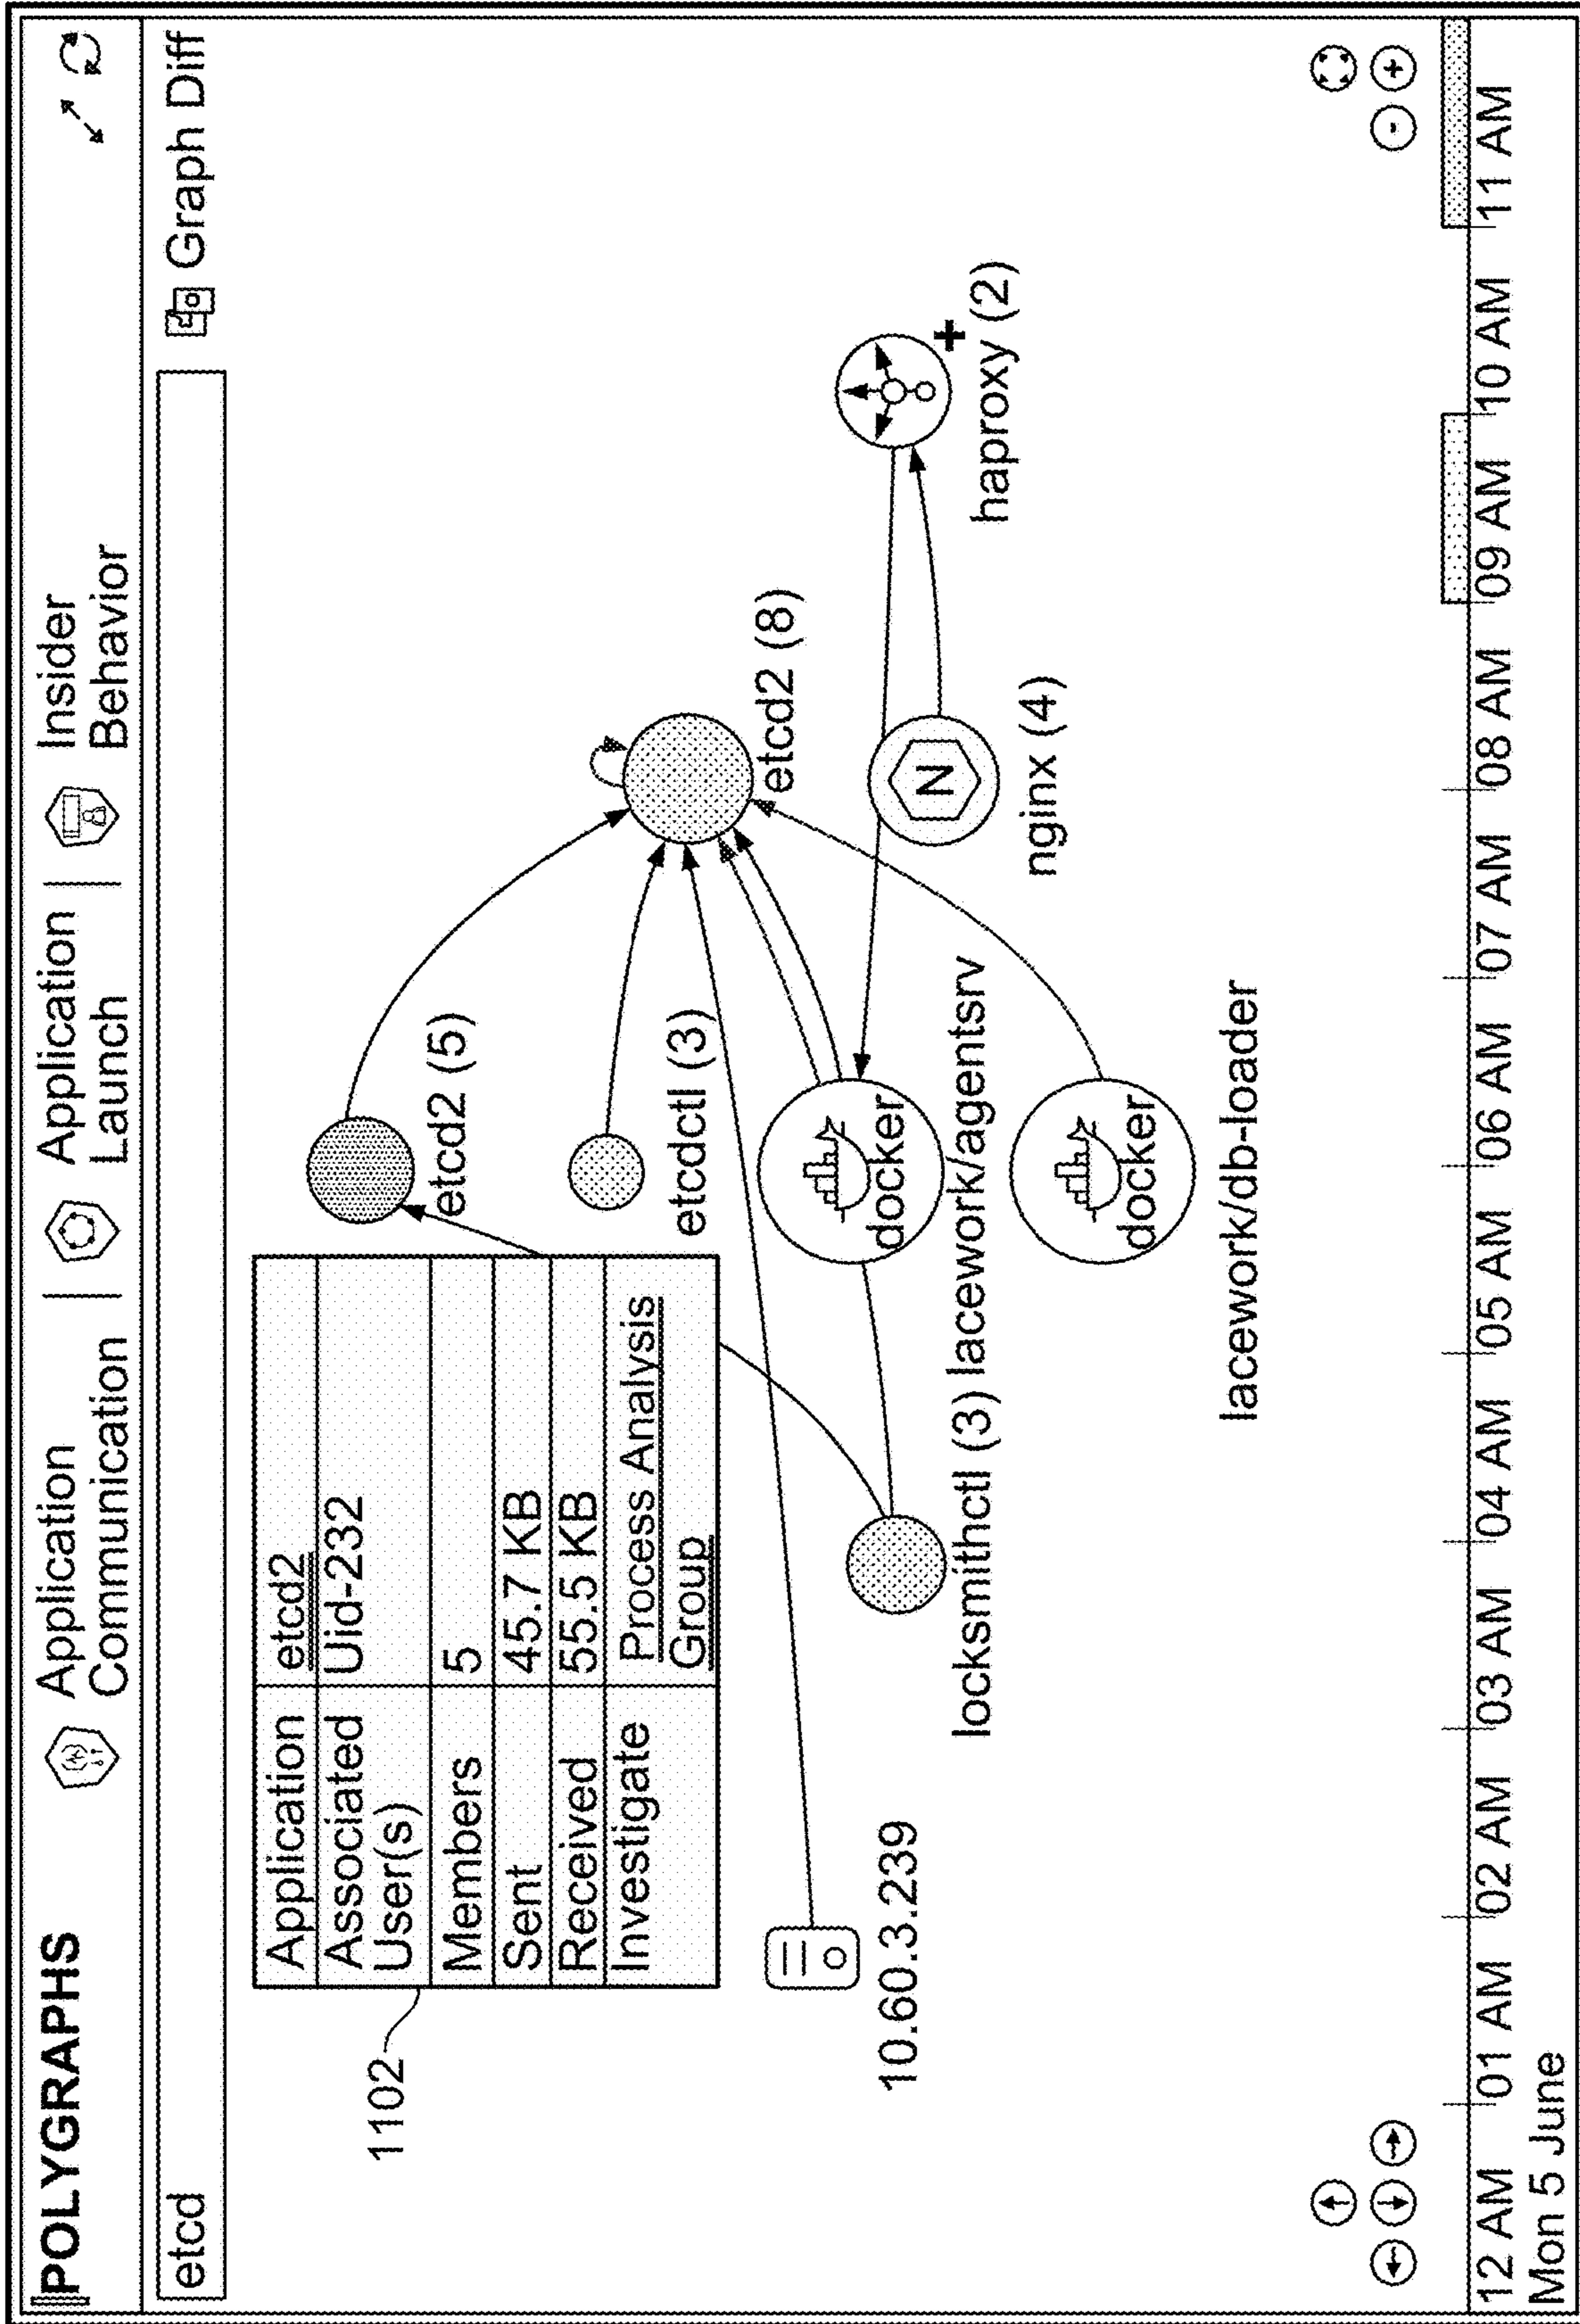 POLYGRAPHS
Application
Communication
Application
Launch
Insider
Behavior
etcd
Graph Diff
1102
Application etcd2
Associated Uid-232
User(s)
Members 5
Sent 45.7 KB
Received 55.5 KB
Investigate Process Analysis
Group
etcd2 (5)
etcdctl (3)
etcd2 (8)
10.60.3.239
locksmithctl (3)
docker
lacework/agentsrv
docker
lacework/db-loader
N
nginx (4)
+
haproxy (2)
- +
12 AM 01 AM 02 AM 03 AM 04 AM 05 AM 06 AM 07 AM 08 AM 09 AM 10 AM 11 AM
Mon 5 June